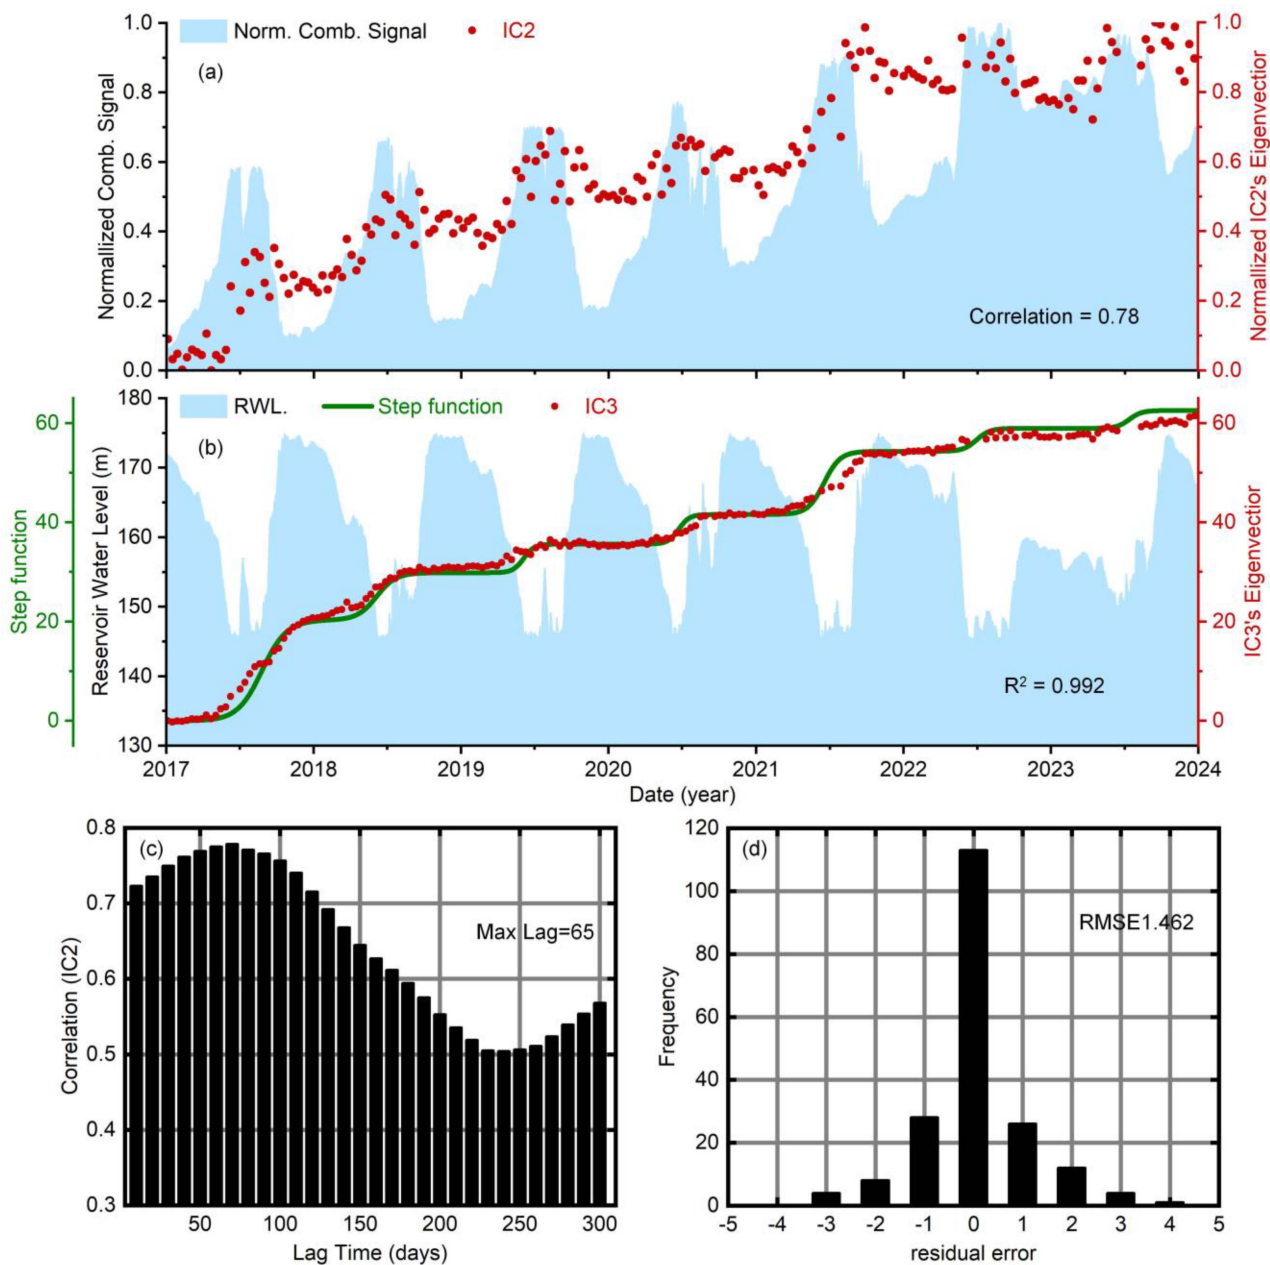 Norm. Comb. Signal
IC2
(a)
Normallized Comb. Signal
1.0
0.8
0.6
0.4
0.2
0.0
Normallized IC2's Eigenvectior
1.0
0.8
0.6
0.4
0.2
0.0
Correlation = 0.78
RWL.
Step function
IC3
(b)
Step function
60
40
20
0
Reservoir Water Level (m)
180
170
160
150
140
130
IC3's Eigenvectior
60
40
20
0
R² = 0.992
2017 2018 2019 2020 2021 2022 2023 2024
Date (year)
(c)
Correlation (IC2)
0.8
0.7
0.6
0.5
0.4
0.3
Max Lag=65
50 100 150 200 250 300
Lag Time (days)
(d)
Frequency
120
100
80
60
40
20
0
RMSE1.462
-5 -4 -3 -2 -1 0 1 2 3 4 5
residual error